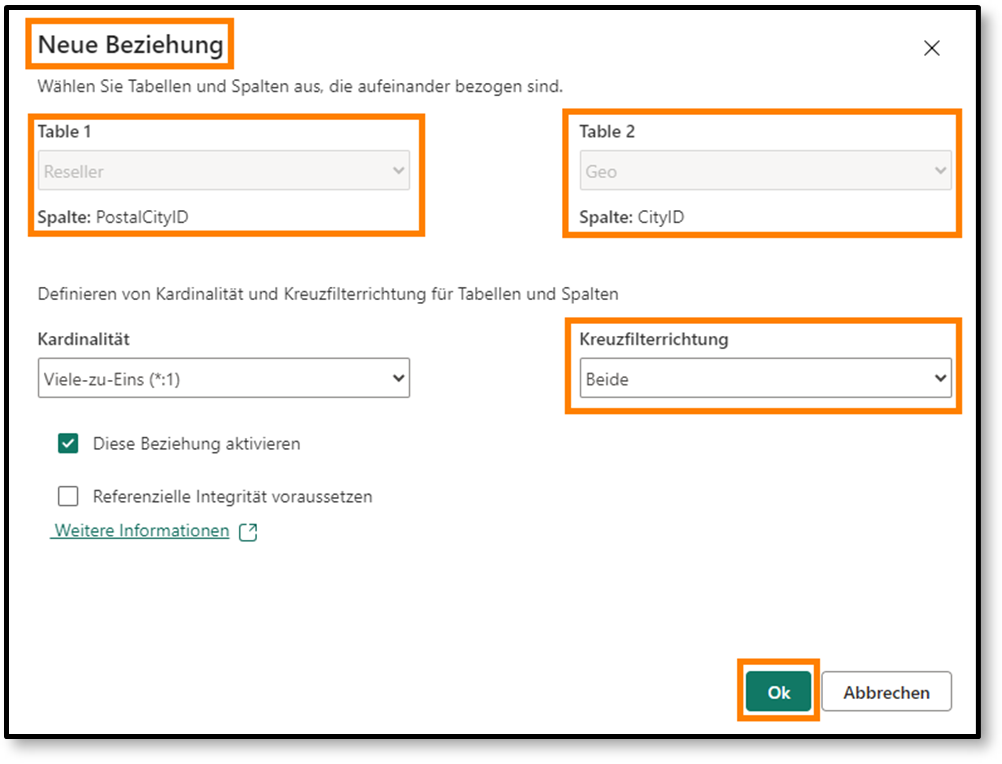 Neue Beziehung
Wählen Sie Tabellen und Spalten aus, die aufeinander bezogen sind.
Table 1
Reseller
Spalte: PostalCityID
Table 2
Geo
Spalte: CityID
Definieren von Kardinalität und Kreuzfilterrichtung für Tabellen und Spalten
Kardinalität
Viele-zu-Eins (*:1)
Kreuzfilterrichtung
Beide
Diese Beziehung aktivieren
Referenzielle Integrität voraussetzen
Weitere Informationen
Ok
Abbrechen